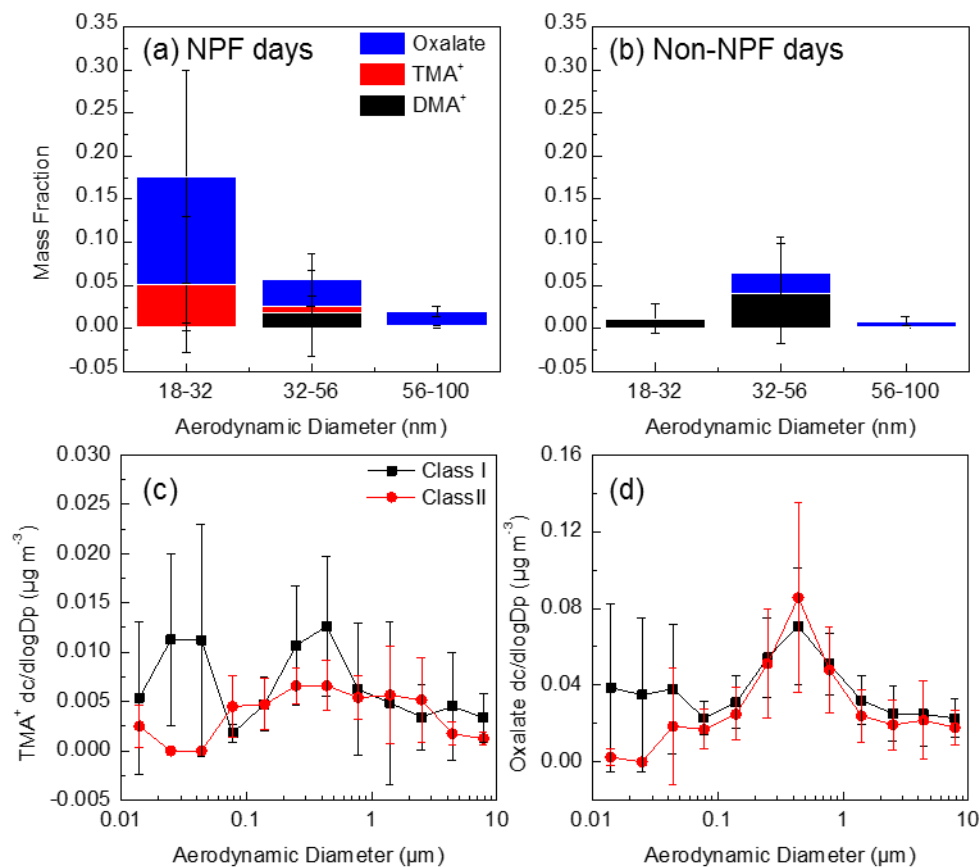 (a) NPF days
Oxalate
TMA⁺
DMA⁺
0.35
0.30
0.25
0.20
0.15
0.10
0.05
0.00
-0.05
Mass Fraction
18-32 32-56 56-100
Aerodynamic Diameter (nm)
(b) Non-NPF days
0.35
0.30
0.25
0.20
0.15
0.10
0.05
0.00
-0.05
18-32 32-56 56-100
Aerodynamic Diameter (nm)
(c)
Class I
ClassII
0.030
0.025
0.020
0.015
0.010
0.005
0.000
-0.005
TMA⁺ dc/dlogDp (µg m⁻³)
0.01 0.1 1 10
Aerodynamic Diameter (µm)
(d)
0.16
0.12
0.08
0.04
0.00
Oxalate dc/dlogDp (µg m⁻³)
0.01 0.1 1 10
Aerodynamic Diameter (µm)